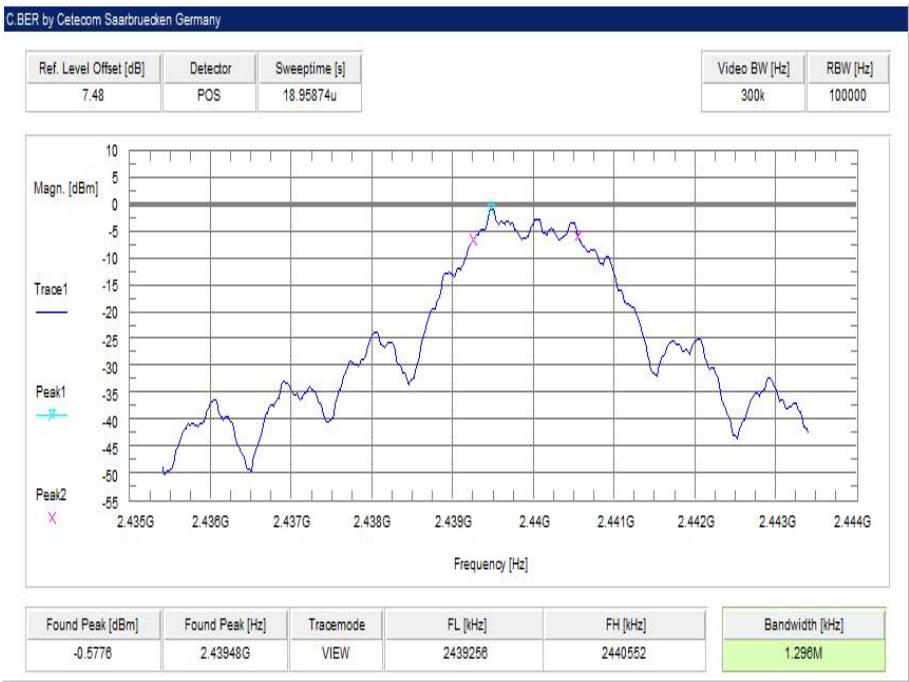 C.BER by Cetecom Saarbruecken Germany
Ref. Level Offset [dB] Detector Sweeptime [s] Video BW [Hz] RBW [Hz]
7.48 POS 18.95874u 300k 100000
Magn. [dBm]
10
5
0
-5
-10
-15
-20
-25
-30
-35
-40
-45
-50
-55
Trace1
Peak1
Peak2
2.435G 2.436G 2.437G 2.438G 2.439G 2.44G 2.441G 2.442G 2.443G 2.444G
Frequency [Hz]
Found Peak [dBm] Found Peak [Hz] Tracemode FL [kHz] FH [kHz] Bandwidth [kHz]
-0.5776 2.43948G VIEW 2439256 2440552 1.296M